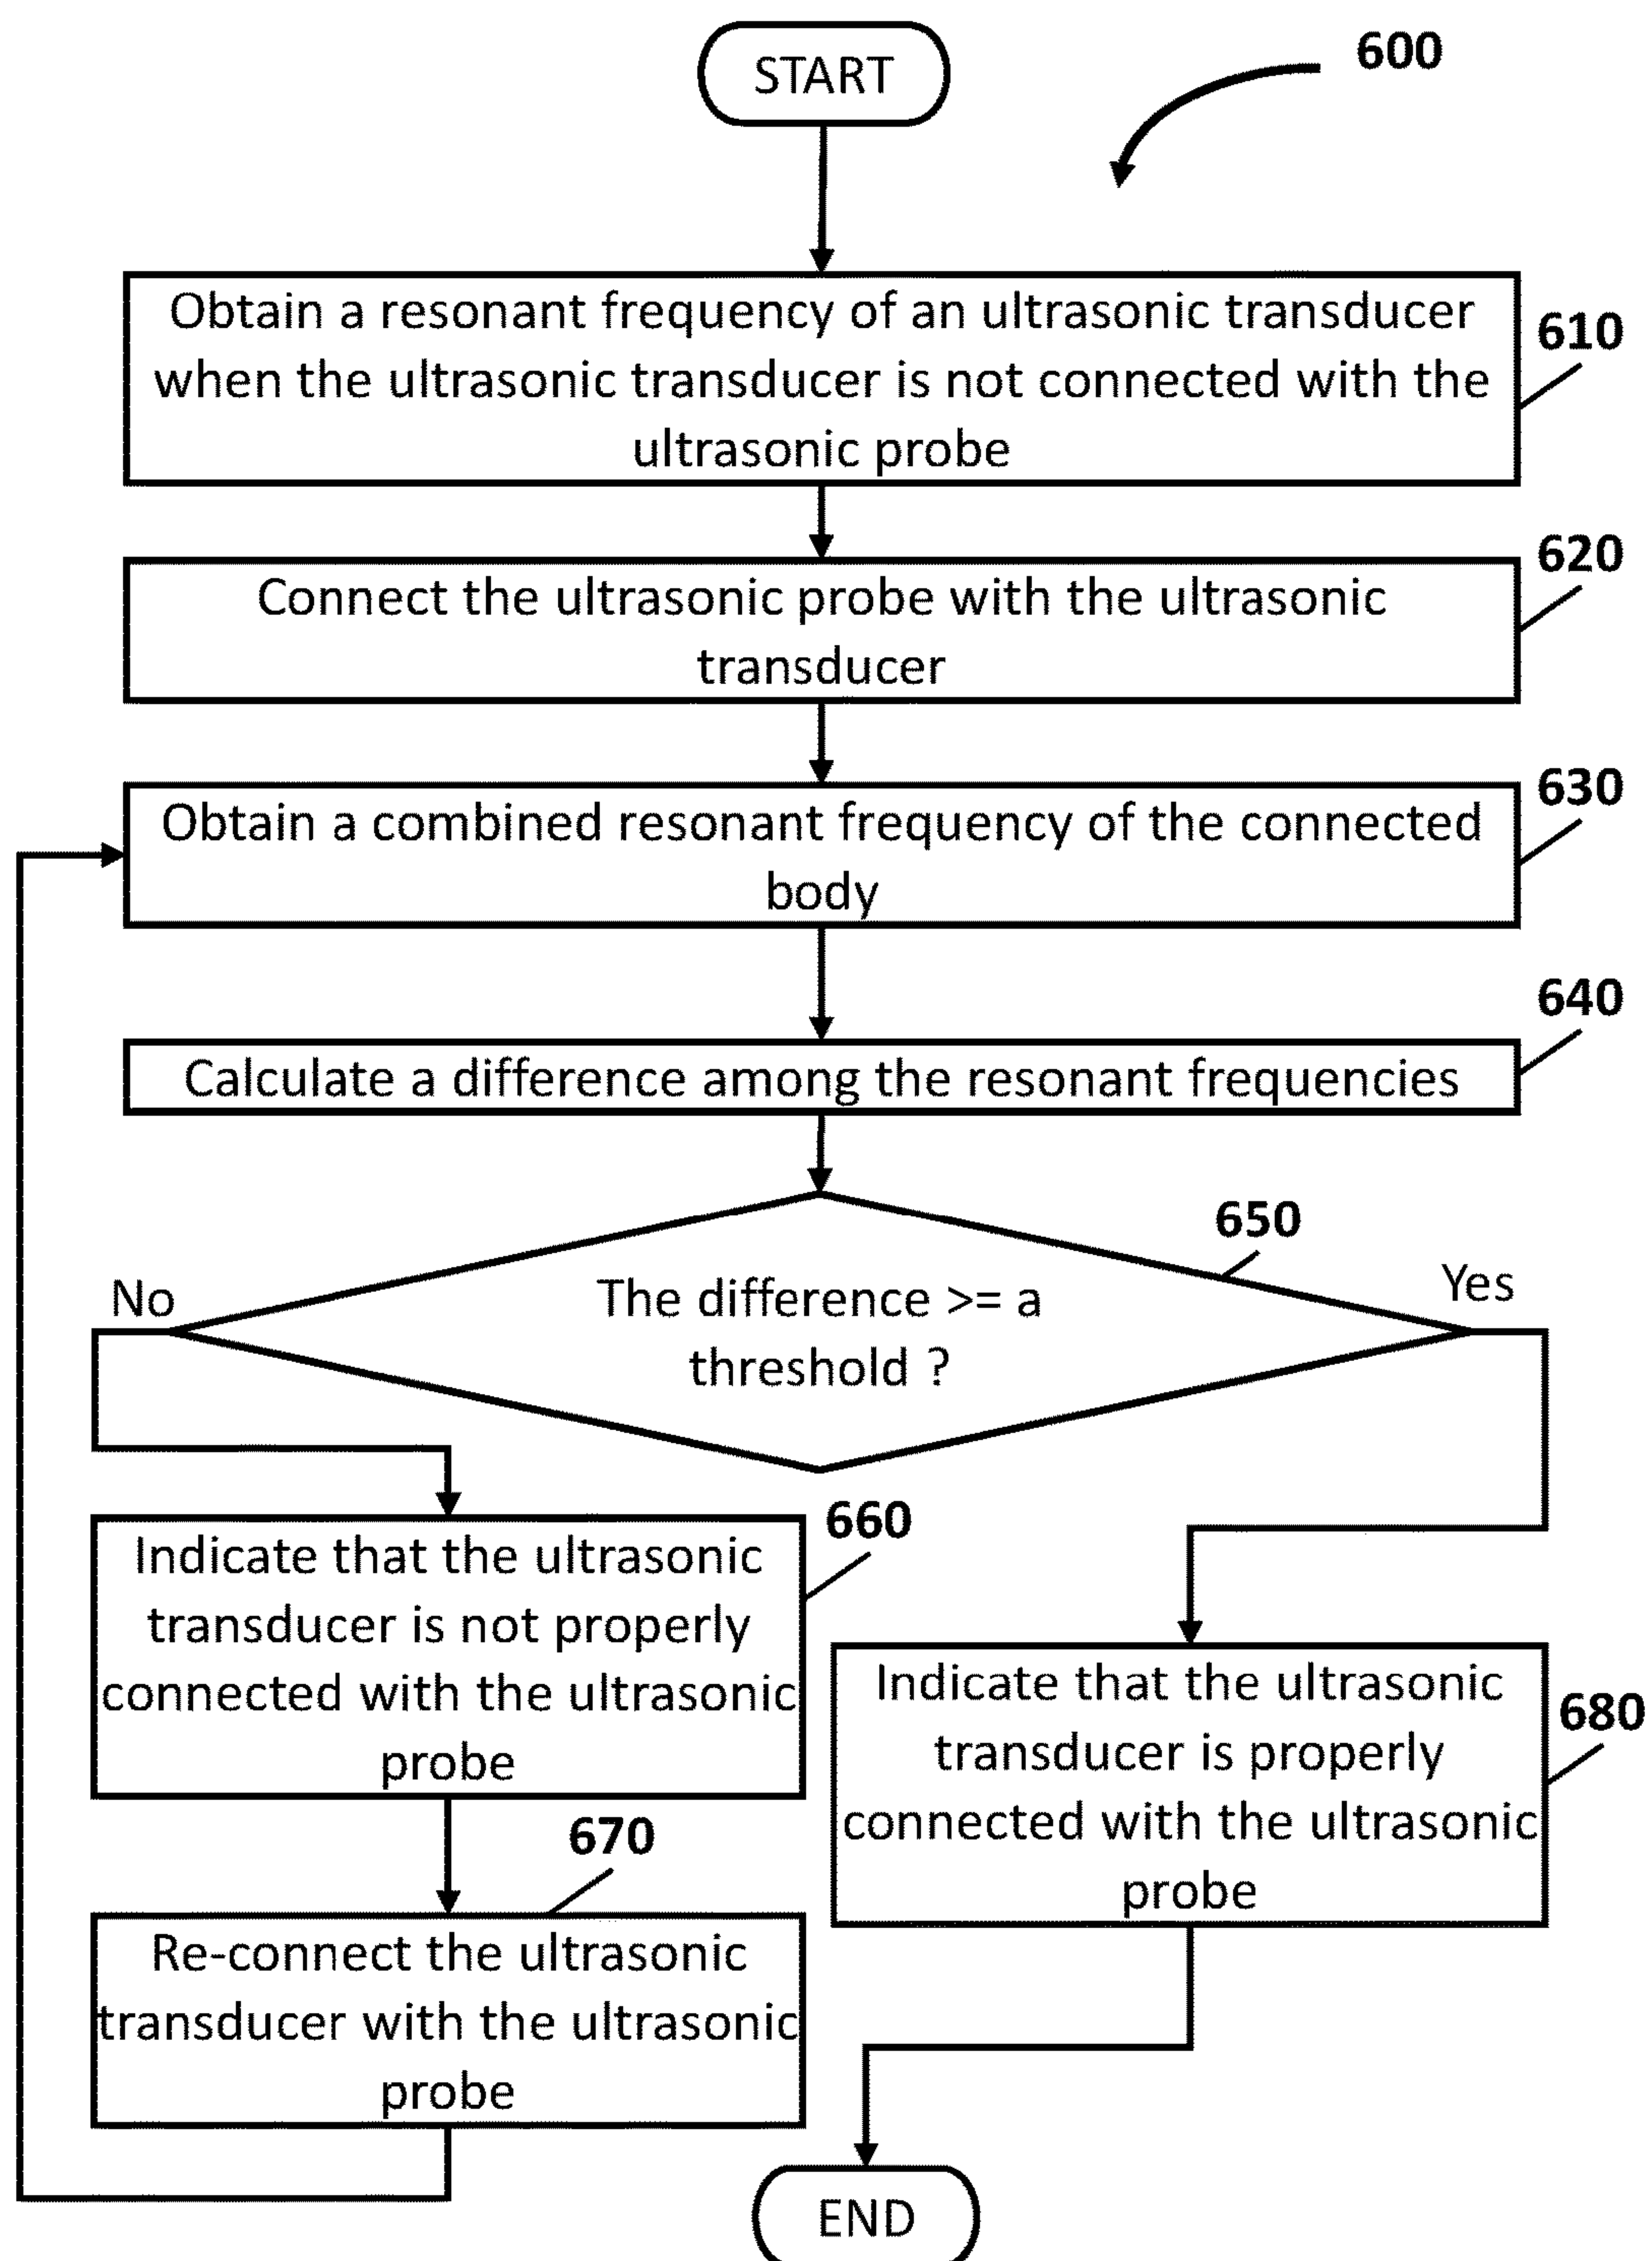 START
600
Obtain a resonant frequency of an ultrasonic transducer
when the ultrasonic transducer is not connected with the
ultrasonic probe
610
Connect the ultrasonic probe with the ultrasonic
transducer
620
Obtain a combined resonant frequency of the connected
body
630
Calculate a difference among the resonant frequencies
640
650
No
The difference >= a
threshold ?
Yes
Indicate that the ultrasonic
transducer is not properly
connected with the ultrasonic
probe
660
Indicate that the ultrasonic
transducer is properly
connected with the ultrasonic
probe
680
670
Re-connect the ultrasonic
transducer with the ultrasonic
probe
END